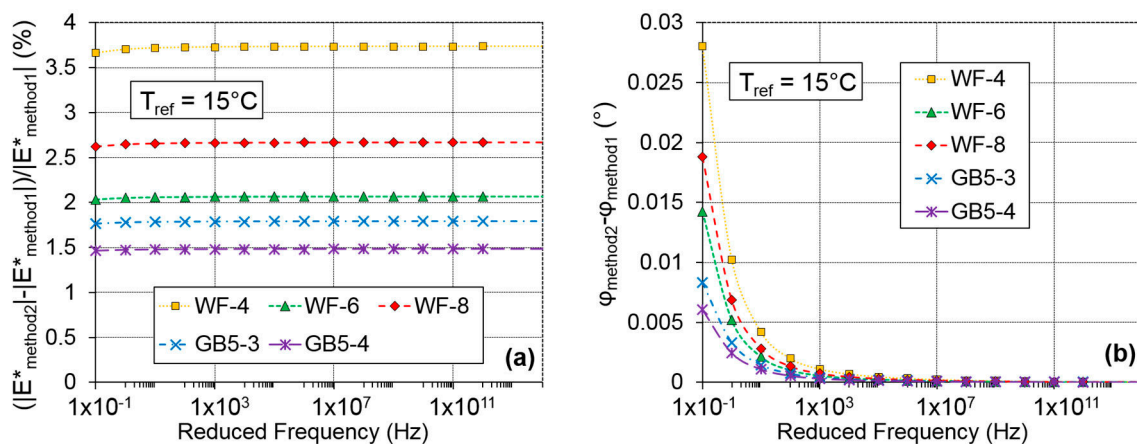 (|E*method2|-|E*method1|)/|E*method1| (%)
4
3.5
3
2.5
2
1.5
1
0.5
0
Tref = 15°C
WF-4 WF-6 WF-8
GB5-3 GB5-4
(a)
1x10-1 1x103 1x107 1x1011
Reduced Frequency (Hz)
φmethod2-φmethod1 (°)
0.03
0.025
0.02
0.015
0.01
0.005
0
Tref = 15°C
WF-4
WF-6
WF-8
GB5-3
GB5-4
(b)
1x10-1 1x103 1x107 1x1011
Reduced Frequency (Hz)